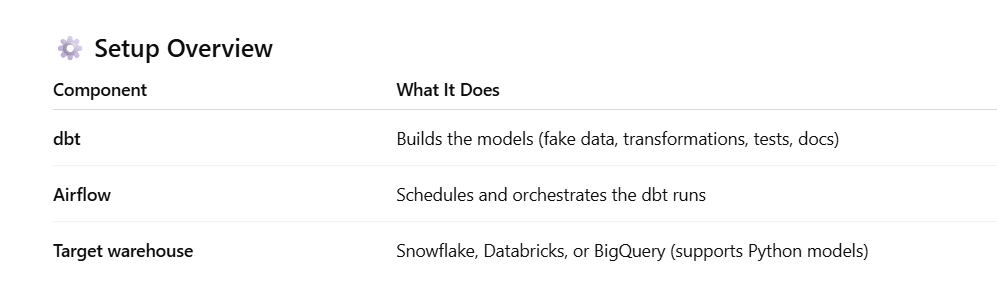 Setup Overview
Component What It Does
dbt Builds the models (fake data, transformations, tests, docs)
Airflow Schedules and orchestrates the dbt runs
Target warehouse Snowflake, Databricks, or BigQuery (supports Python models)